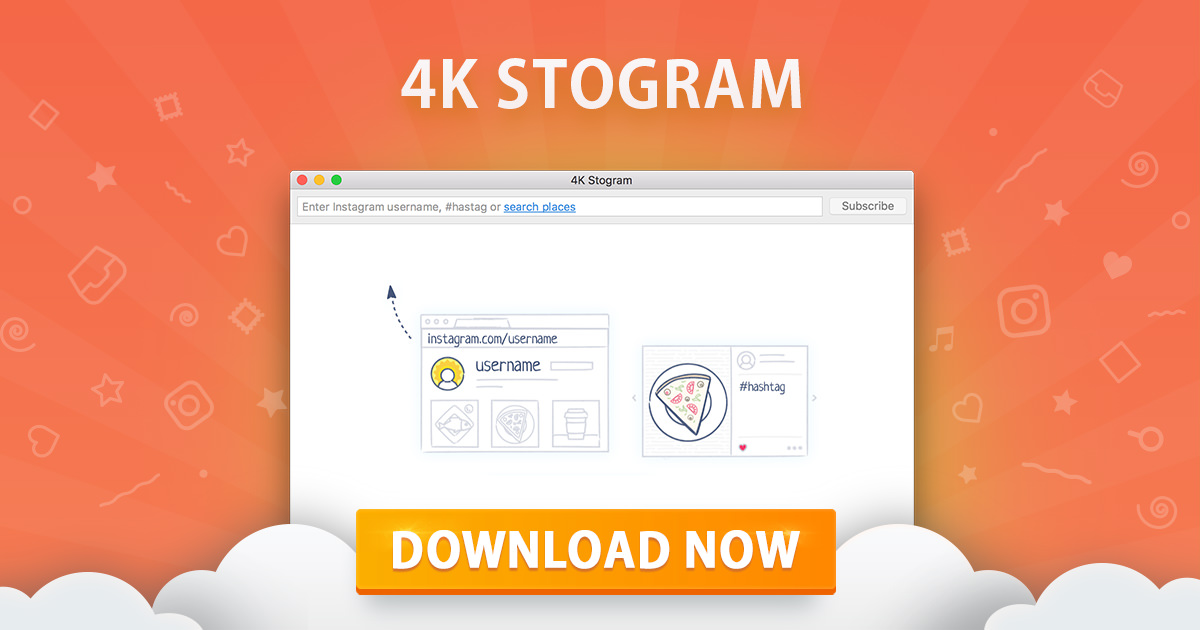 4K STOGRAM
4K Stogram
Enter Instagram username, #hastag or search places
Subscribe
instagram.com/username
username
#hashtag
DOWNLOAD NOW